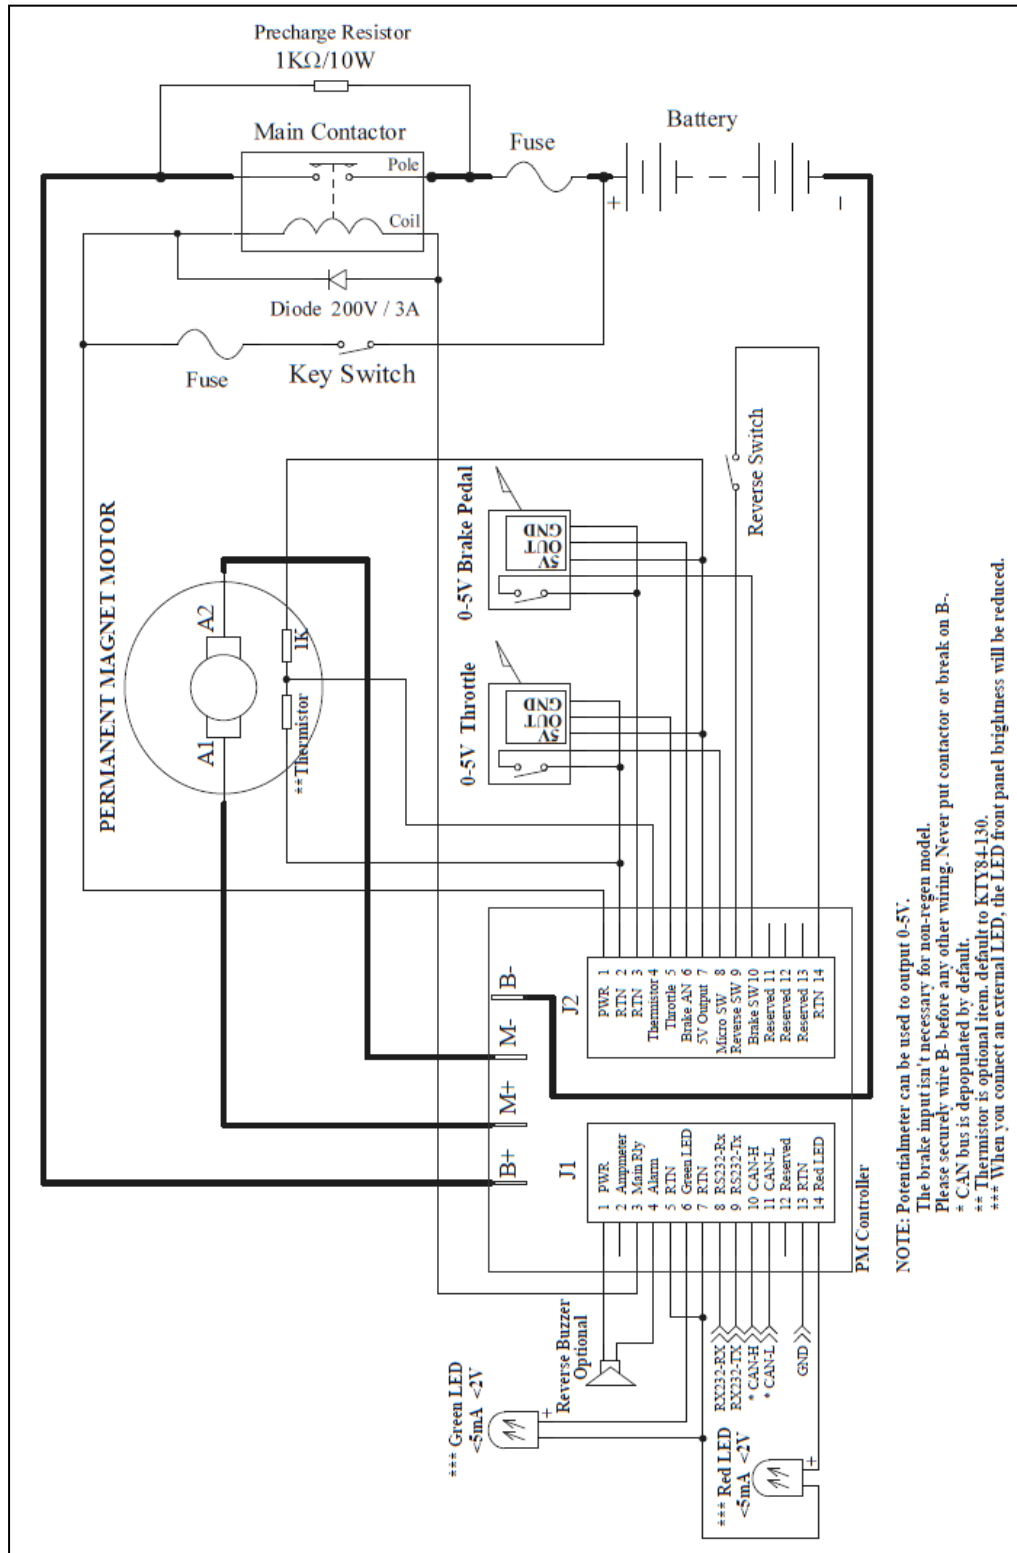 Precharge Resistor
1KΩ/10W
Main Contactor
Pole
Coil
Fuse
Battery
+
−
Diode 200V / 3A
Fuse
Key Switch
Reverse Switch
PERMANENT MAGNET MOTOR
A1
A2
1K
**Thermistor
0-5V Brake Pedal
GND
OUT
5V
0-5V Throttle
GND
OUT
5V
B+
M+
M-
B-
J2
PWR 1
RTN 2
RTN 3
Thermistor 4
Throttle 5
Brake AN 6
5V Output 7
Micro SW 8
Reverse SW 9
Brake SW 10
Reserved 11
Reserved 12
Reserved 13
RTN 14
J1
1 PWR
2 Ampmeter
3 Main Rly
4 Alarm
5 RTN
6 Green LED
7 RTN
8 RS232-Rx
9 RS232-Tx
10 CAN-H
11 CAN-L
12 Reserved
13 RTN
14 Red LED
PM Controller
Reverse Buzzer
Optional
*** Green LED
<5mA <2V
+
RX232-RX
RX232-TX
* CAN-H
* CAN-L
GND
*** Red LED
<5mA <2V
+
NOTE: Potentialmeter can be used to output 0-5V.
The brake input isn't necessary for non-regen model.
Please securely wire B- before any other wiring. Never put contactor or break on B-.
* CAN bus is depopulated by default.
** Thermistor is optional item. default to KTY84-130.
*** When you connect an external LED, the LED front panel brightness will be reduced.